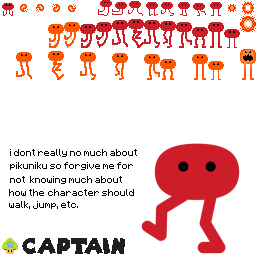 i dont really no much about
pikuniku so forgive me for
not knowing much about
how the character should
walk, jump, etc.
CAPTAIN